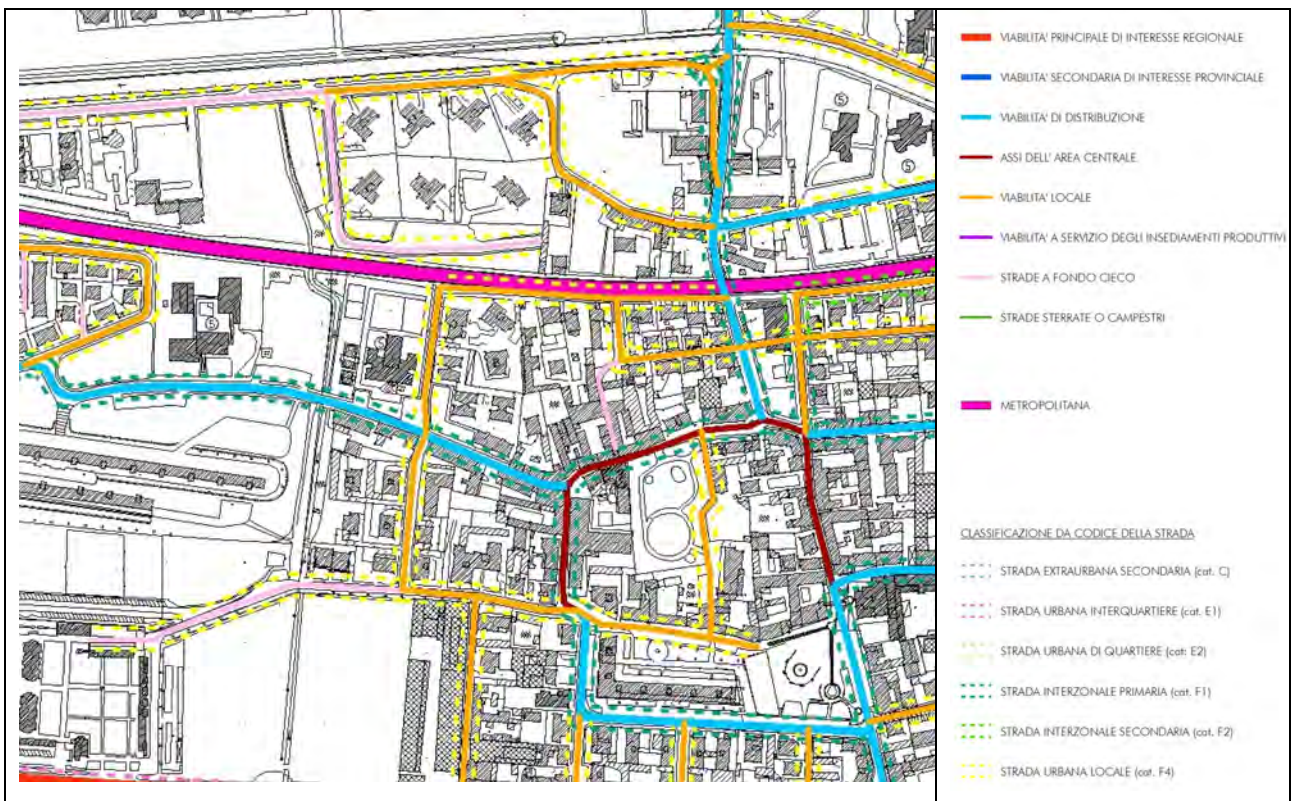 VIABILITA' PRINCIPALE DI INTERESSE REGIONALE
VIABILITA' SECONDARIA DI INTERESSE PROVINCIALE
VIABILITA' DI DISTRIBUZIONE
ASSI DELL' AREA CENTRALE
VIABILITA' LOCALE
VIABILITA' A SERVIZIO DEGLI INSEDIAMENTI PRODUTTIVI
STRADE A FONDO CIECO
STRADE STERRATE O CAMPESTRI
METROPOLITANA
CLASSIFICAZIONE DA CODICE DELLA STRADA
STRADA EXTRAURBANA SECONDARIA (cat. C)
STRADA URBANA INTERQUARTIERE (cat. E1)
STRADA URBANA DI QUARTIERE (cat: E2)
STRADA INTERZONALE PRIMARIA (cat. F1)
STRADA INTERZONALE SECONDARIA (cat. F2)
STRADA URBANA LOCALE (cat. F4)
5
5
5